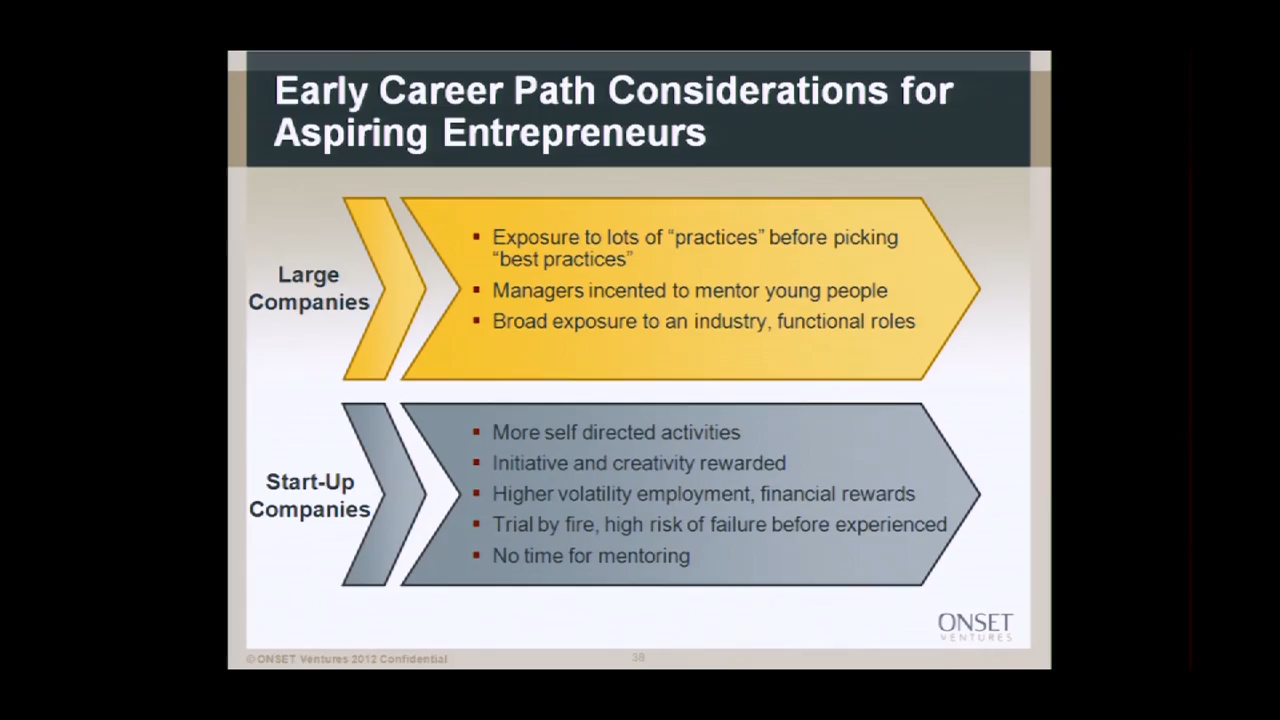 Early Career Path Considerations for
Aspiring Entrepreneurs
Large
Companies
▪ Exposure to lots of “practices” before picking
“best practices”
▪ Managers incented to mentor young people
▪ Broad exposure to an industry, functional roles
Start-Up
Companies
▪ More self directed activities
▪ Initiative and creativity rewarded
▪ Higher volatility employment, financial rewards
▪ Trial by fire, high risk of failure before experienced
▪ No time for mentoring
ONSET
VENTURES
© ONSET Ventures 2012 Confidential
38